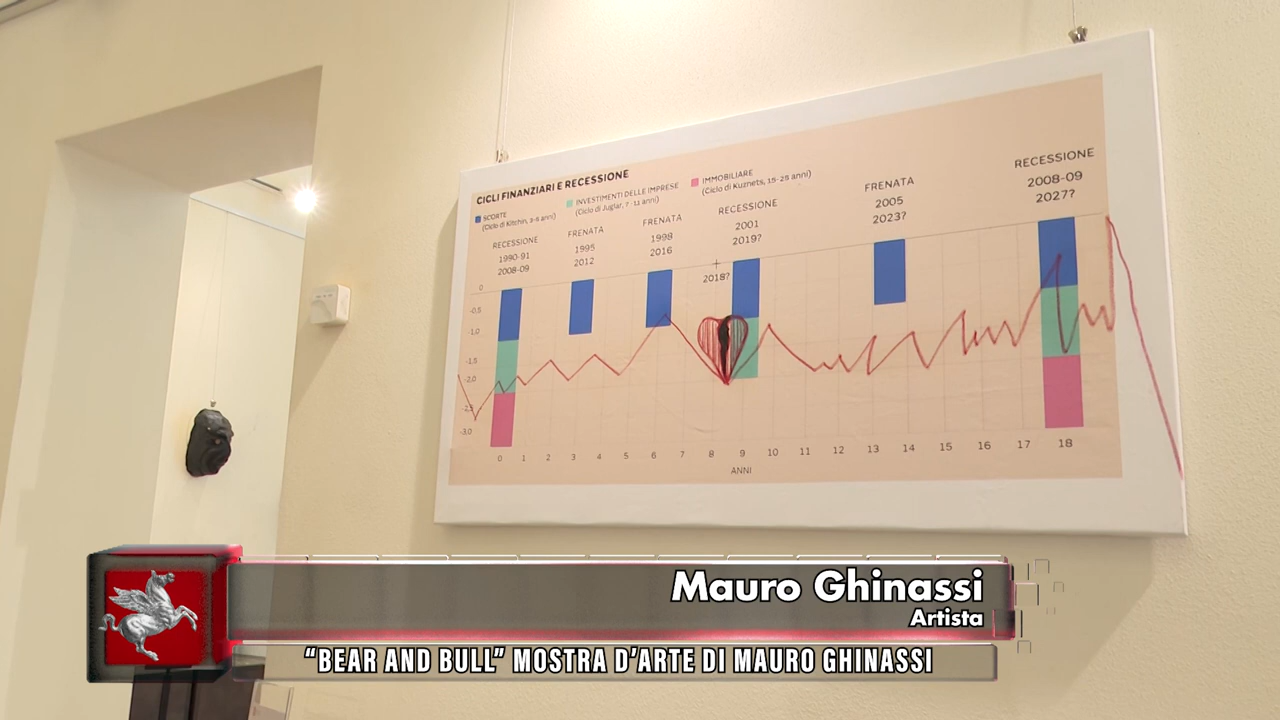 CICLI FINANZIARI E RECESSIONE
SCORTE
(Ciclo di Kitchin, 3-5 anni)
INVESTIMENTI DELLE IMPRESE
(Ciclo di Juglar, 7-11 anni)
IMMOBILIARE
(Ciclo di Kuznets, 15-25 anni)
RECESSIONE
1990-91
2008-09
FRENATA
1995
2012
FRENATA
1998
2016
RECESSIONE
2001
2019?
2018?
FRENATA
2005
2023?
RECESSIONE
2008-09
2027?
0
-0,5
-1,0
-1,5
-2,0
-2,5
-3,0
0 1 2 3 4 5 6 7 8 9 10 11 12 13 14 15 16 17 18
ANNI
Mauro Ghinassi
Artista
“BEAR AND BULL” MOSTRA D’ARTE DI MAURO GHINASSI